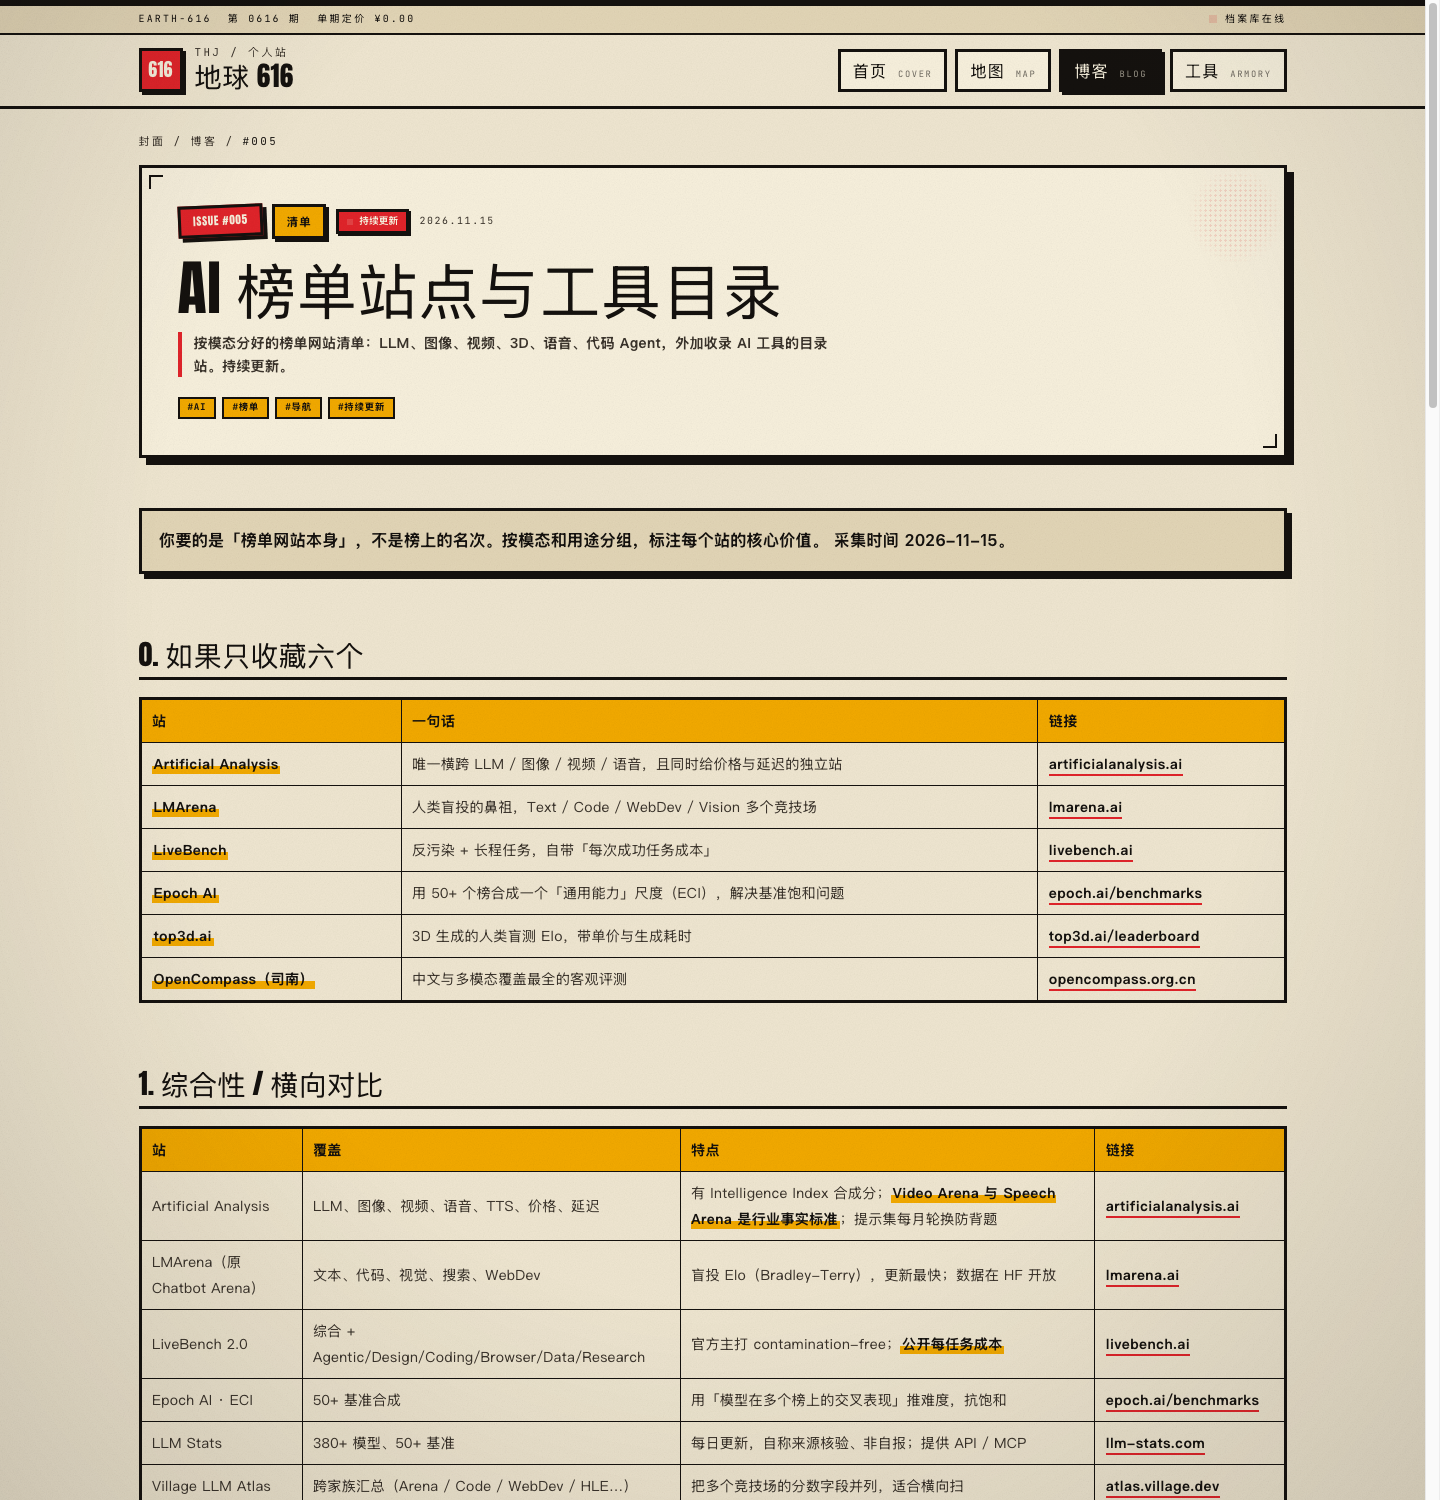 EARTH-616 第 0616 期 单期定价 ¥0.00
档案库在线
616
THJ / 个人站
地球 616
首页 COVER
地图 MAP
博客 BLOG
工具 ARMORY
封面 / 博客 / #005
ISSUE #005
清单
持续更新
2026.11.15
AI 榜单站点与工具目录
按模态分好的榜单网站清单：LLM、图像、视频、3D、语音、代码 Agent，外加收录 AI 工具的目录
站。持续更新。
#AI #榜单 #导航 #持续更新
你要的是「榜单网站本身」，不是榜上的名次。按模态和用途分组，标注每个站的核心价值。 采集时间 2026-11-15。
0. 如果只收藏六个
站 一句话 链接
Artificial Analysis 唯一横跨 LLM / 图像 / 视频 / 语音，且同时给价格与延迟的独立站 artificialanalysis.ai
LMArena 人类盲投的鼻祖，Text / Code / WebDev / Vision 多个竞技场 lmarena.ai
LiveBench 反污染 + 长程任务，自带「每次成功任务成本」 livebench.ai
Epoch AI 用 50+ 个榜合成一个「通用能力」尺度（ECI），解决基准饱和问题 epoch.ai/benchmarks
top3d.ai 3D 生成的人类盲测 Elo，带单价与生成耗时 top3d.ai/leaderboard
OpenCompass（司南） 中文与多模态覆盖最全的客观评测 opencompass.org.cn
1. 综合性 / 横向对比
站 覆盖 特点 链接
Artificial Analysis LLM、图像、视频、语音、TTS、价格、延迟 有 Intelligence Index 合成分；Video Arena 与 Speech
Arena 是行业事实标准；提示集每月轮换防背题 artificialanalysis.ai
LMArena（原
Chatbot Arena） 文本、代码、视觉、搜索、WebDev 盲投 Elo（Bradley-Terry），更新最快；数据在 HF 开放 lmarena.ai
LiveBench 2.0 综合 +
Agentic/Design/Coding/Browser/Data/Research 官方主打 contamination-free；公开每任务成本 livebench.ai
Epoch AI · ECI 50+ 基准合成 用「模型在多个榜上的交叉表现」推难度，抗饱和 epoch.ai/benchmarks
LLM Stats 380+ 模型、50+ 基准 每日更新，自称来源核验、非自报；提供 API / MCP llm-stats.com
Village LLM Atlas 跨家族汇总（Arena / Code / WebDev / HLE…） 把多个竞技场的分数字段并列，适合横向扫 atlas.village.dev